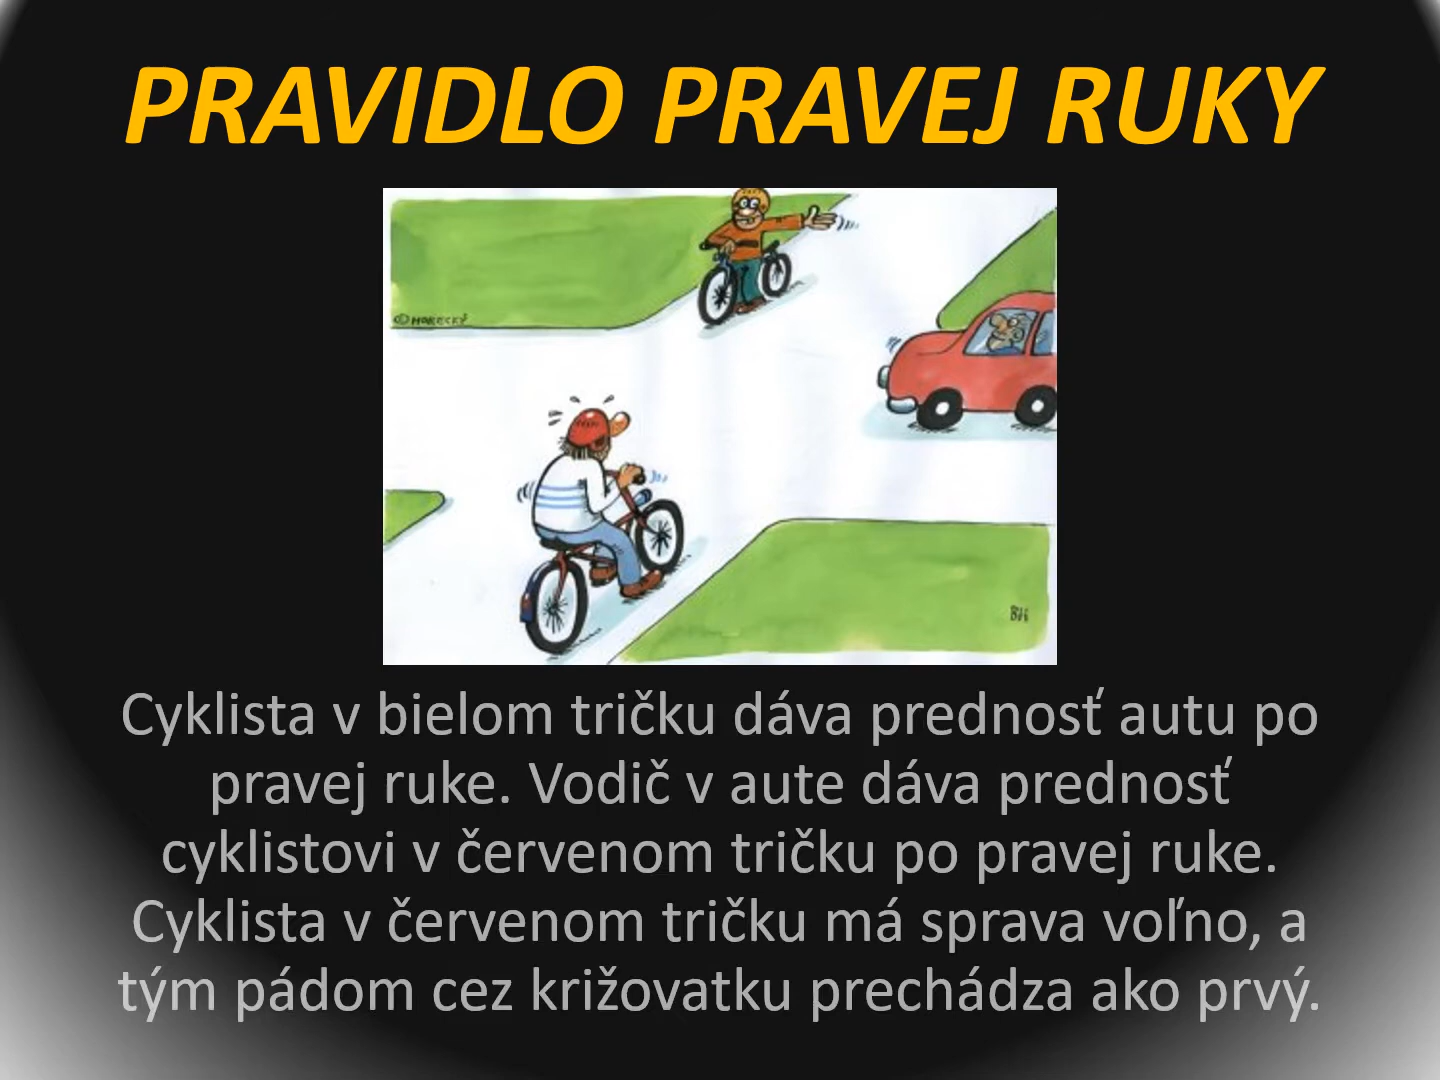 PRAVIDLO PRAVEJ RUKY
© HORECKÝ
Cyklista v bielom tričku dáva prednosť autu po
pravej ruke. Vodič v aute dáva prednosť
cyklistovi v červenom tričku po pravej ruke.
Cyklista v červenom tričku má sprava voľno, a
tým pádom cez križovatku prechádza ako prvý.